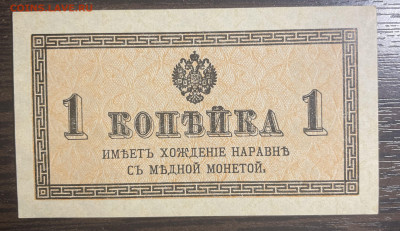 1 КОПѢЙКА 1
ИМѢЕТЪ ХОЖДЕНІЕ НАРАВНѢ
СЪ МѢДНОЙ МОНЕТОЙ.